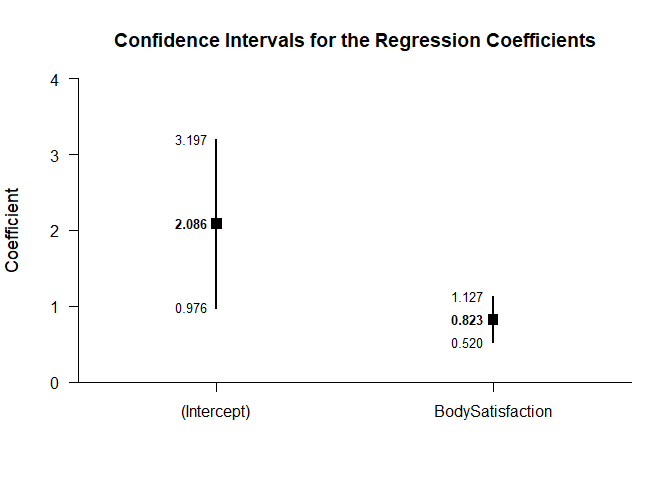 Confidence Intervals for the Regression Coefficients
Coefficient
4
3
2
1
0
3.197
2.086
0.976
1.127
0.823
0.520
(Intercept)
BodySatisfaction